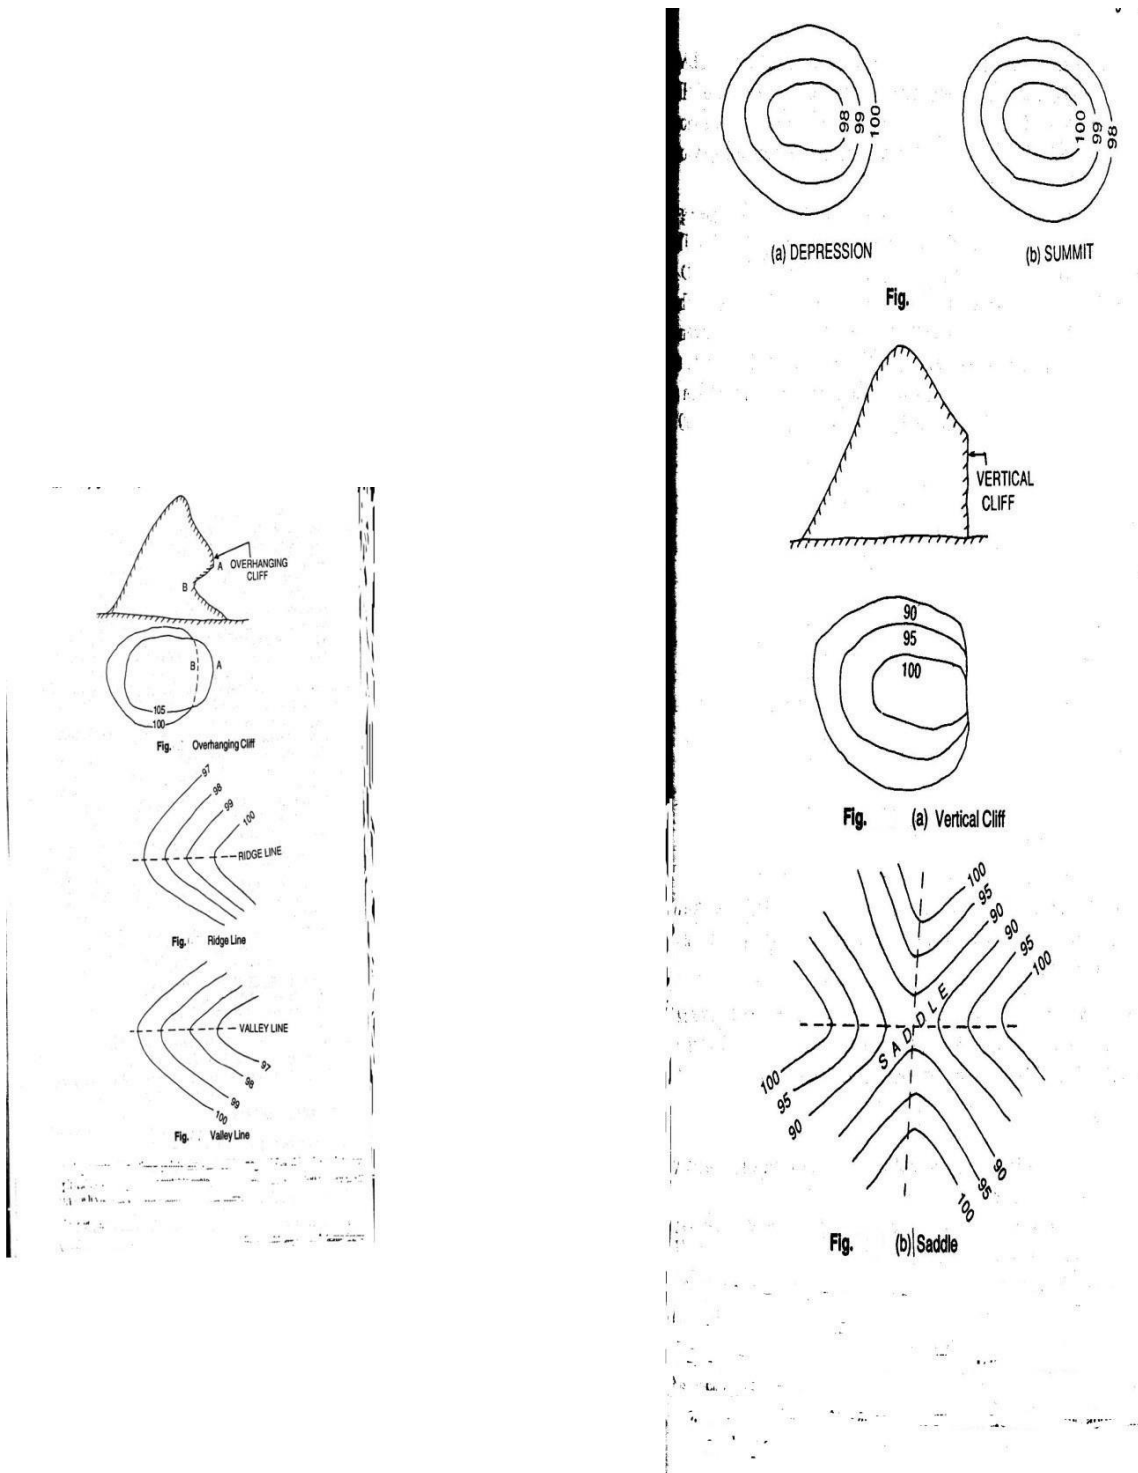 A OVERHANGING
CLIFF
B
B A
105
100
Fig. Overhanging Cliff
97
98
99
100
RIDGE LINE
Fig. Ridge Line
VALLEY LINE
97
98
99
100
Fig. Valley Line
98
99
100
100
99
98
(a) DEPRESSION
(b) SUMMIT
Fig.
VERTICAL
CLIFF
90
95
100
Fig. (a) Vertical Cliff
100
95
90
90
95
100
SADDLE
100
95
90
90
95
100
Fig. (b) Saddle